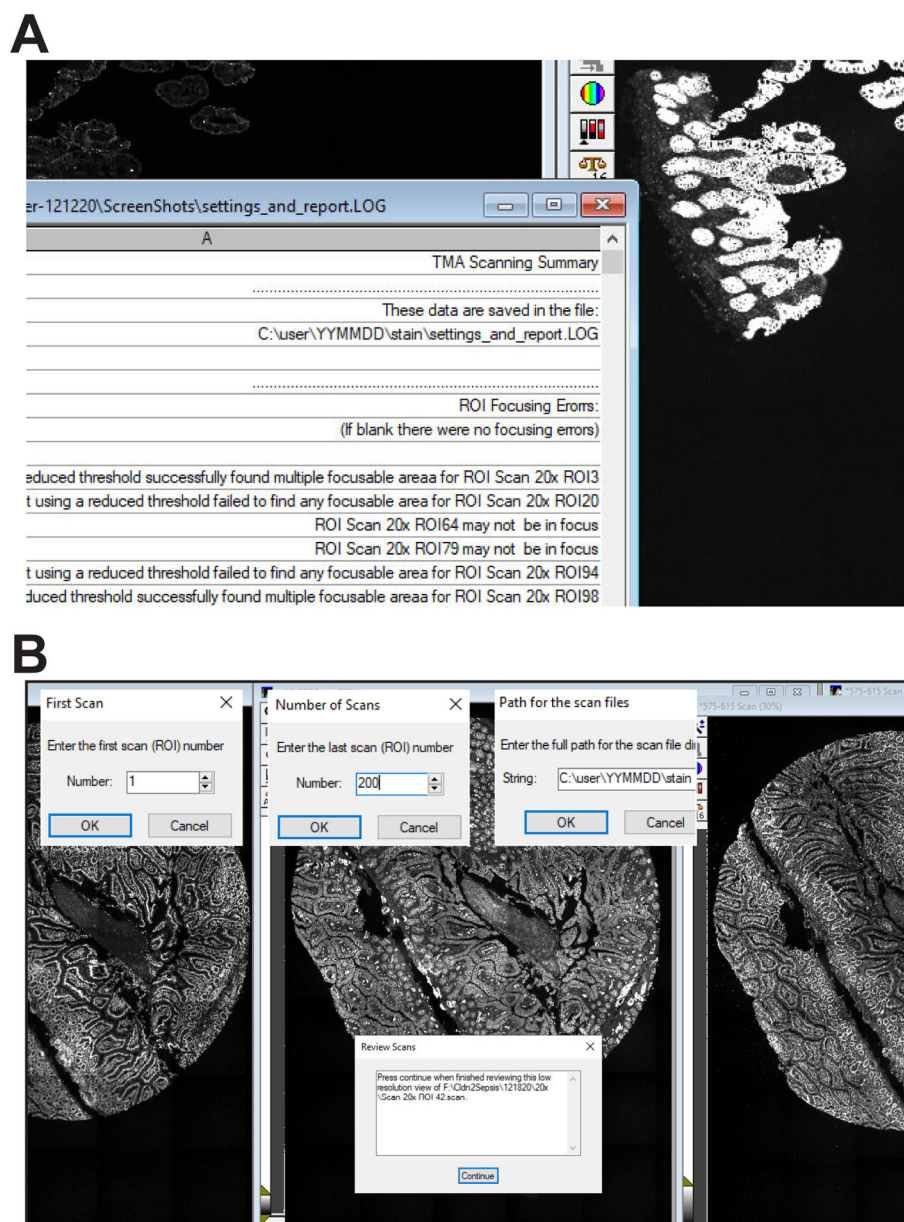 A
16
er-121220\ScreenShots\settings_and_report.LOG
A
TMA Scanning Summary
These data are saved in the file:
C:\user\YYMMDD\stain\settings_and_report.LOG
ROI Focusing Erorrs:
(If blank there were no focusing errors)
educed threshold successfully found multiple focusable areaa for ROI Scan 20x ROI3
t using a reduced threshold failed to find any focusable area for ROI Scan 20x ROI20
ROI Scan 20x ROI64 may not be in focus
ROI Scan 20x ROI79 may not be in focus
t using a reduced threshold failed to find any focusable area for ROI Scan 20x ROI94
duced threshold successfully found multiple focusable areaa for ROI Scan 20x ROI98
B
*575-615 Scan
*575-615 Scan (30%)
First Scan
Enter the first scan (ROI) number
Number: 1
OK Cancel
Number of Scans
Enter the last scan (ROI) number
Number: 200
OK Cancel
Path for the scan files
Enter the full path for the scan file di
String: C:\user\YYMMDD\stain
OK Cancel
16
Review Scans
Press continue when finished reviewing this low
resolution view of F:\Cldn2Sepsis\121820\20x
\Scan 20x ROI 42.scan.
Continue